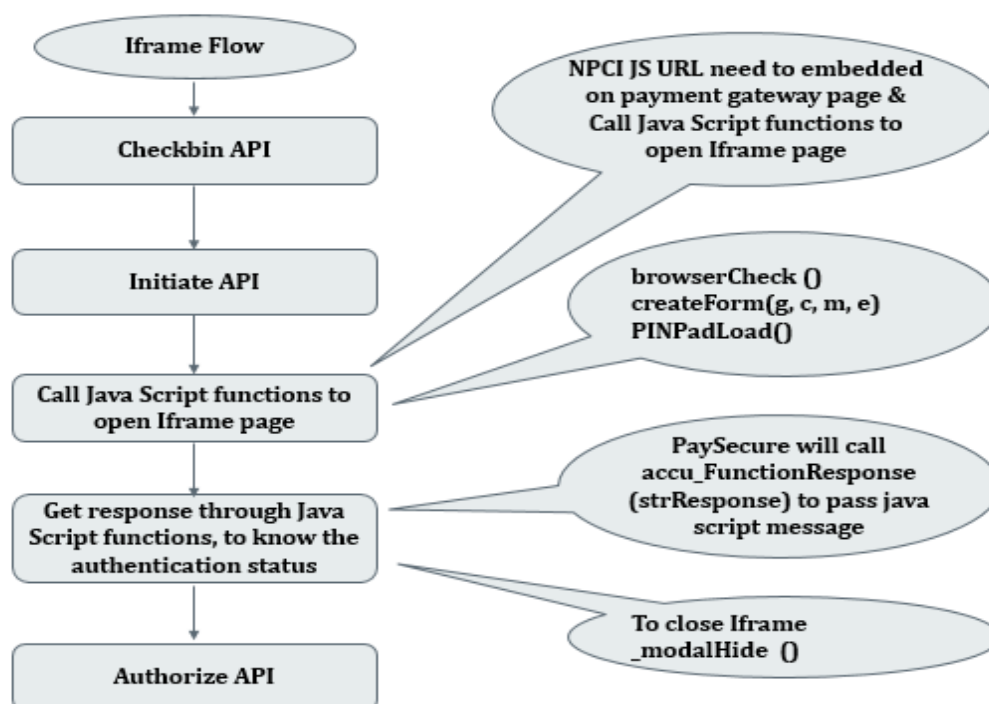 Iframe Flow
Checkbin API
Initiate API
Call Java Script functions to
open Iframe page
Get response through Java
Script functions, to know the
authentication status
Authorize API
NPCI JS URL need to embedded
on payment gateway page &
Call Java Script functions to
open Iframe page
browserCheck ()
createForm(g, c, m, e)
PINPadLoad()
PaySecure will call
accu_FunctionResponse
(strResponse) to pass java
script message
To close Iframe
_modalHide ()